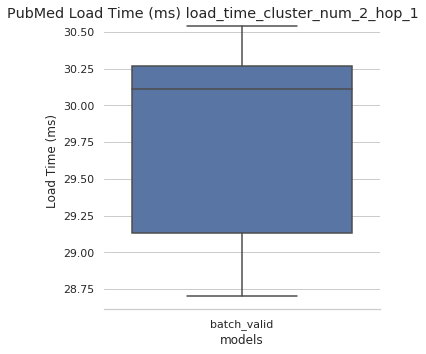 PubMed Load Time (ms) load_time_cluster_num_2_hop_1
30.50
30.25
30.00
29.75
29.50
29.25
29.00
28.75
Load Time (ms)
batch_valid
models